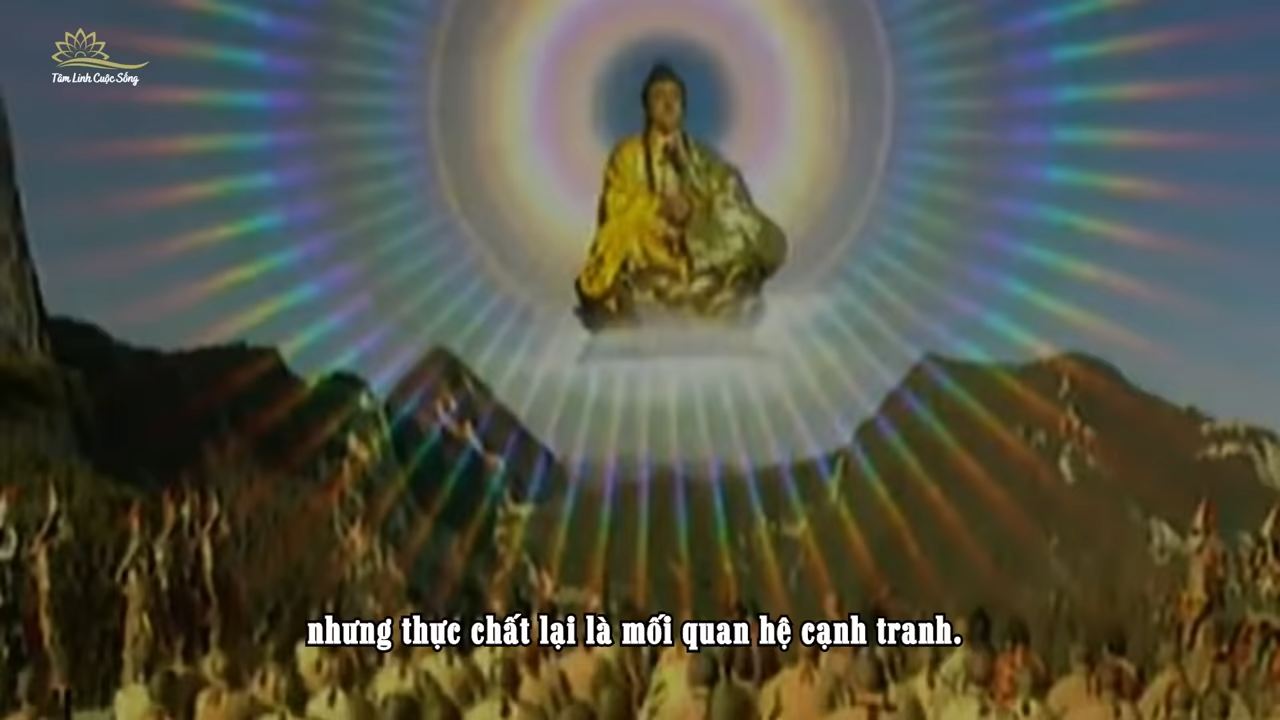 Tâm Linh Cuộc Sống
nhưng thực chất lại là mối quan hệ cạnh tranh.